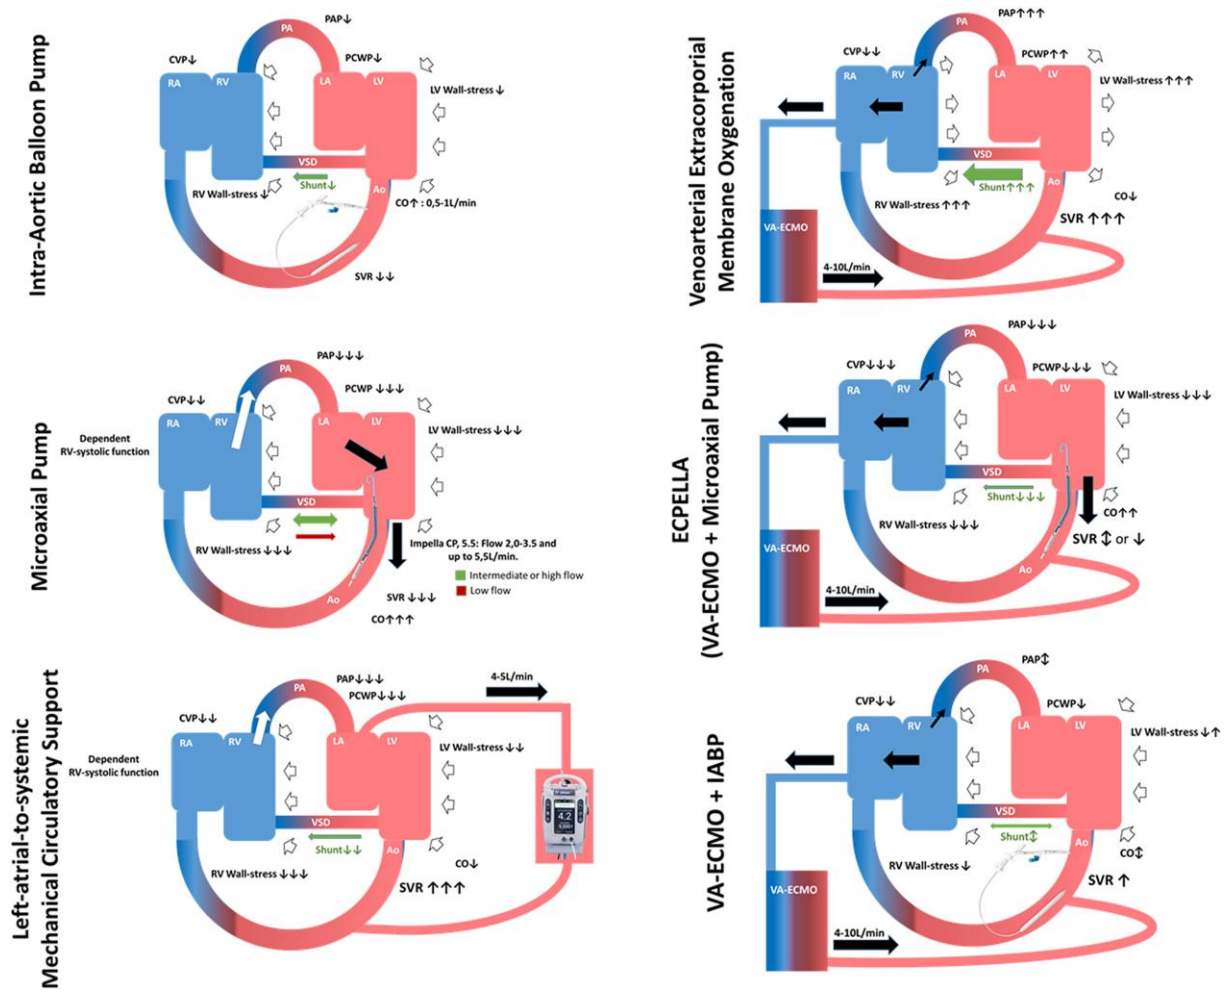 Intra-Aortic Balloon Pump
PAP↓
PA
CVP↓
PCWP↓
RA
RV
LA
LV
LV Wall-stress ↓
VSD
Shunt↓
RV Wall-stress ↓
Ao
CO↑ : 0,5-1L/min
SVR ↓↓
Venoarterial Extracorporial
Membrane Oxygenation
PAP↑↑↑
PA
CVP↓↓
PCWP↑↑
RA
RV
LA
LV
LV Wall-stress ↑↑↑
VSD
Shunt↑↑↑
RV Wall-stress ↑↑↑
Ao
CO↓
SVR ↑↑↑
VA-ECMO
4-10L/min
Microaxial Pump
PAP↓↓↓
PA
PCWP ↓↓↓
CVP↓↓
RA
RV
LA
LV
LV Wall-stress ↓↓↓
Dependent
RV-systolic function
VSD
RV Wall-stress ↓↓↓
Impella CP, 5.5: Flow 2,0-3.5 and
up to 5,5L/min.
Intermediate or high flow
Low flow
Ao
SVR ↓↓↓
CO↑↑↑
ECPELLA
(VA-ECMO + Microaxial Pump)
PAP↓↓↓
PA
CVP↓↓↓
PCWP↓↓↓
RA
RV
LA
LV
LV Wall-stress ↓↓↓
VSD
Shunt↓↓↓
RV Wall-stress ↓↓↓
CO↑↑
SVR ↕ or ↓
Ao
VA-ECMO
4-10L/min
Left-atrial-to-systemic
Mechanical Circulatory Support
PAP↓↓↓
PCWP↓↓↓
PA
4-5L/min
CVP↓↓
RA
RV
LA
LV
LV Wall-stress ↓↓
Dependent
RV-systolic function
4.2
VSD
Shunt↓↓
Ao
RV Wall-stress ↓↓↓
CO↓
SVR ↑↑↑
VA-ECMO + IABP
PAP↕
PA
CVP↓↓
PCWP↓
RA
RV
LA
LV
LV Wall-stress ↓↑
VSD
Shunt↕
Ao
RV Wall-stress ↓
CO↕
SVR ↑
VA-ECMO
4-10L/min